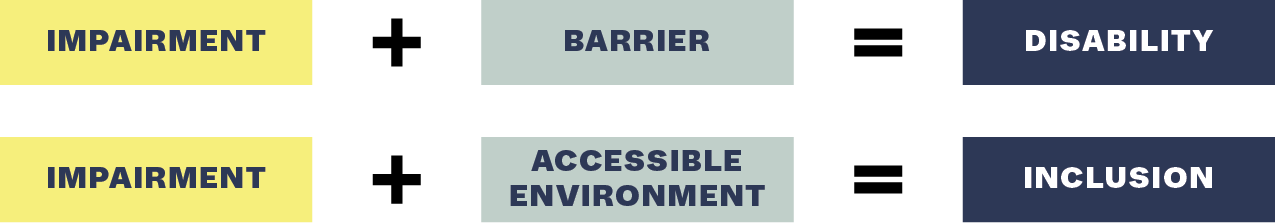 IMPAIRMENT + BARRIER = DISABILITY
IMPAIRMENT + ACCESSIBLE ENVIRONMENT = INCLUSION